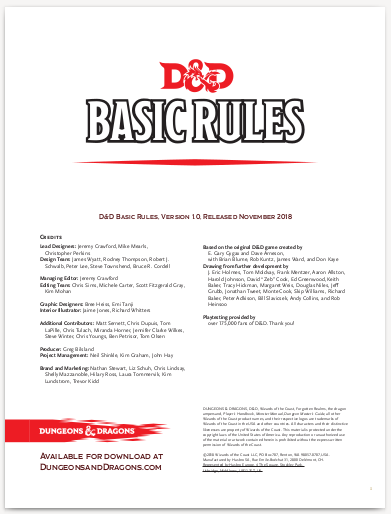 D&D
BASIC RULES
D&D BASIC RULES, VERSION 1.0, RELEASED NOVEMBER 2018
CREDITS
Lead Designers: Jeremy Crawford, Mike Mearls,
Christopher Perkins
Design Team: James Wyatt, Rodney Thompson, Robert J.
Schwalb, Peter Lee, Steve Townshend, Bruce R. Cordell
Managing Editor: Jeremy Crawford
Editing Team: Chris Sims, Michele Carter, Scott Fitzgerald Gray,
Kim Mohan
Graphic Designers: Bree Heiss, Emi Tanji
Interior Illustrator: Jaime Jones, Richard Whitters
Additional Contributors: Matt Sernett, Chris Dupuis, Tom
LaPille, Chris Tulach, Miranda Horner, Jennifer Clarke Wilkes,
Steve Winter, Chris Youngs, Ben Petrisor, Tom Olsen
Producer: Greg Bilsland
Project Management: Neil Shinkle, Kim Graham, John Hay
Brand and Marketing: Nathan Stewart, Liz Schuh, Chris Lindsay,
Shelly Mazzanoble, Hilary Ross, Laura Tommervik, Kim
Lundstrom, Trevor Kidd
Based on the original D&D game created by
E. Gary Gygax and Dave Arneson,
with Brian Blume, Rob Kuntz, James Ward, and Don Kaye
Drawing from further development by
J. Eric Holmes, Tom Moldvay, Frank Mentzer, Aaron Allston,
Harold Johnson, David "Zeb" Cook, Ed Greenwood, Keith
Baker, Tracy Hickman, Margaret Weis, Douglas Niles, Jeff
Grubb, Jonathan Tweet, Monte Cook, Skip Williams, Richard
Baker, Peter Adkison, Bill Slavicsek, Andy Collins, and Rob
Heinsoo
Playtesting provided by
over 175,000 fans of D&D. Thank you!
DUNGEONS & DRAGONS
AVAILABLE FOR DOWNLOAD AT
DUNGEONSANDDRAGONS.COM